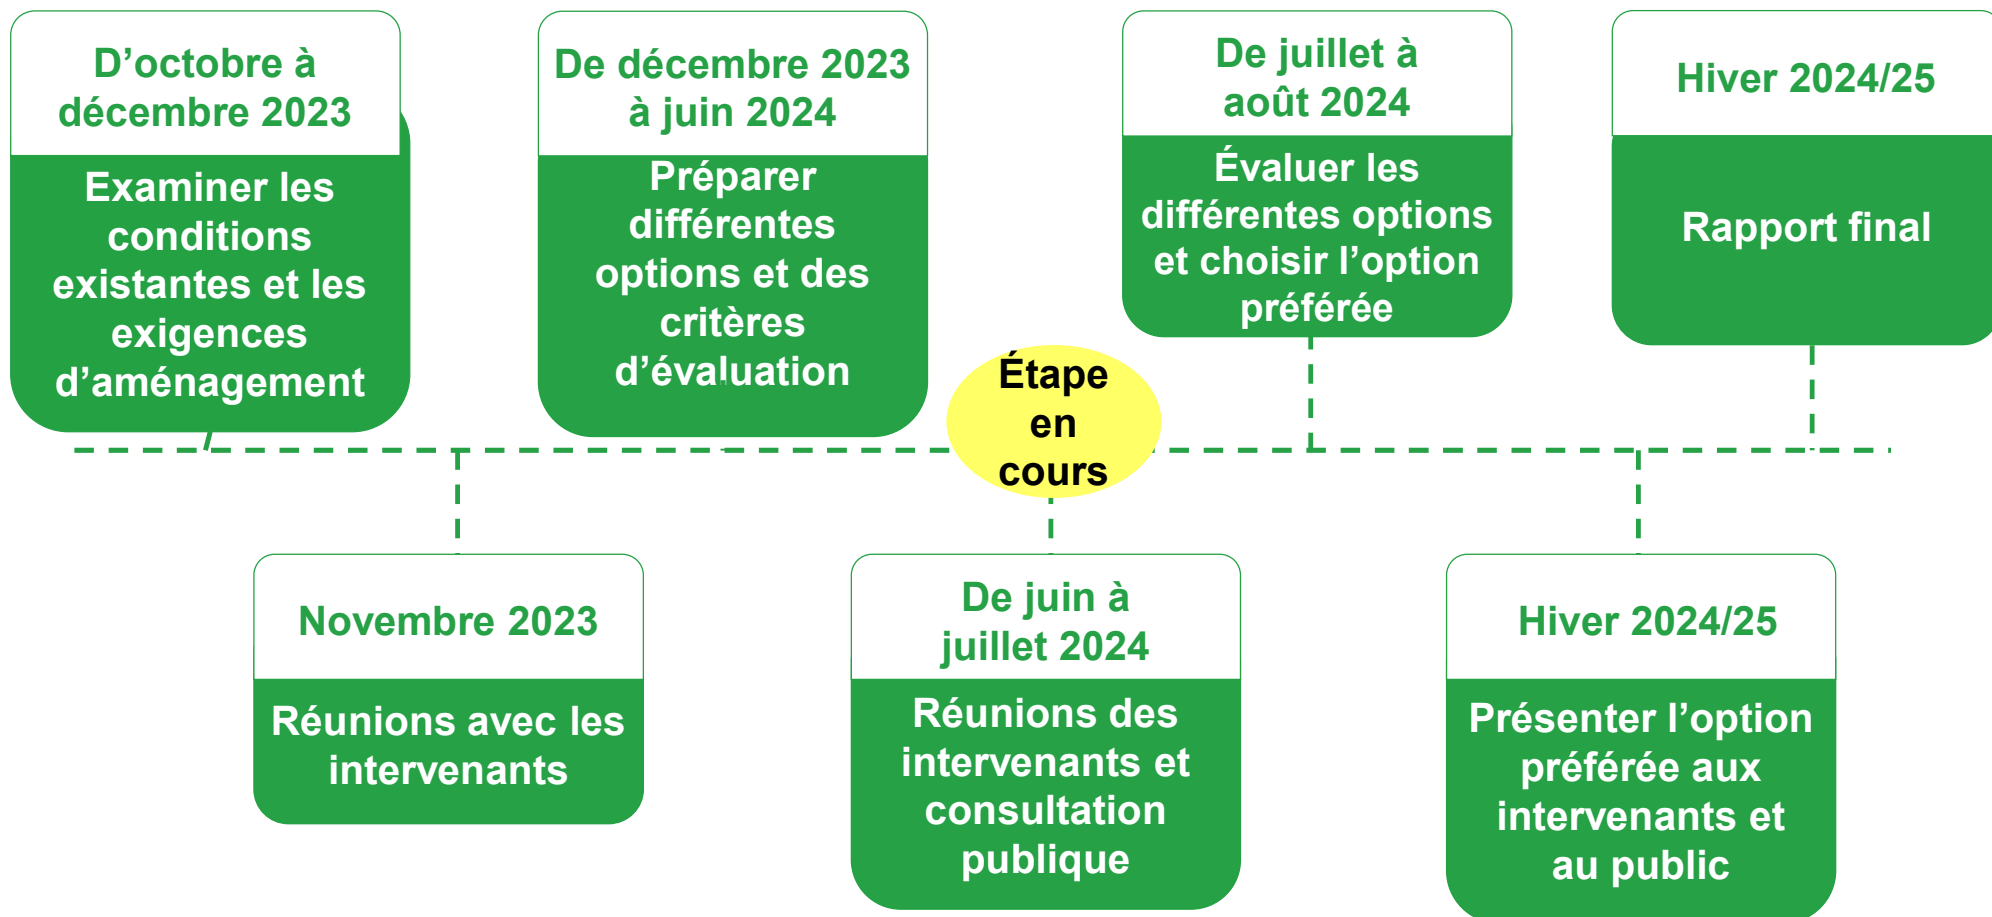 D’octobre à
décembre 2023
Examiner les
conditions
existantes et les
exigences
d’aménagement
De décembre 2023
à juin 2024
Préparer
différentes
options et des
critères
d’évaluation
De juillet à
août 2024
Évaluer les
différentes options
et choisir l’option
préférée
Hiver 2024/25
Rapport final
Étape
en
cours
Novembre 2023
Réunions avec les
intervenants
De juin à
juillet 2024
Réunions des
intervenants et
consultation
publique
Hiver 2024/25
Présenter l’option
préférée aux
intervenants et
au public